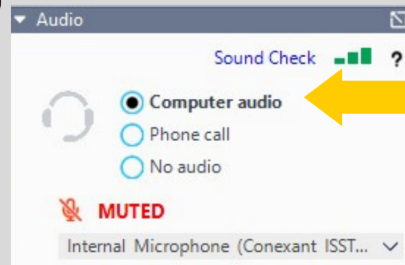 Audio
Sound Check ?
Computer audio
Phone call
No audio
MUTED
Internal Microphone (Conexant ISST...